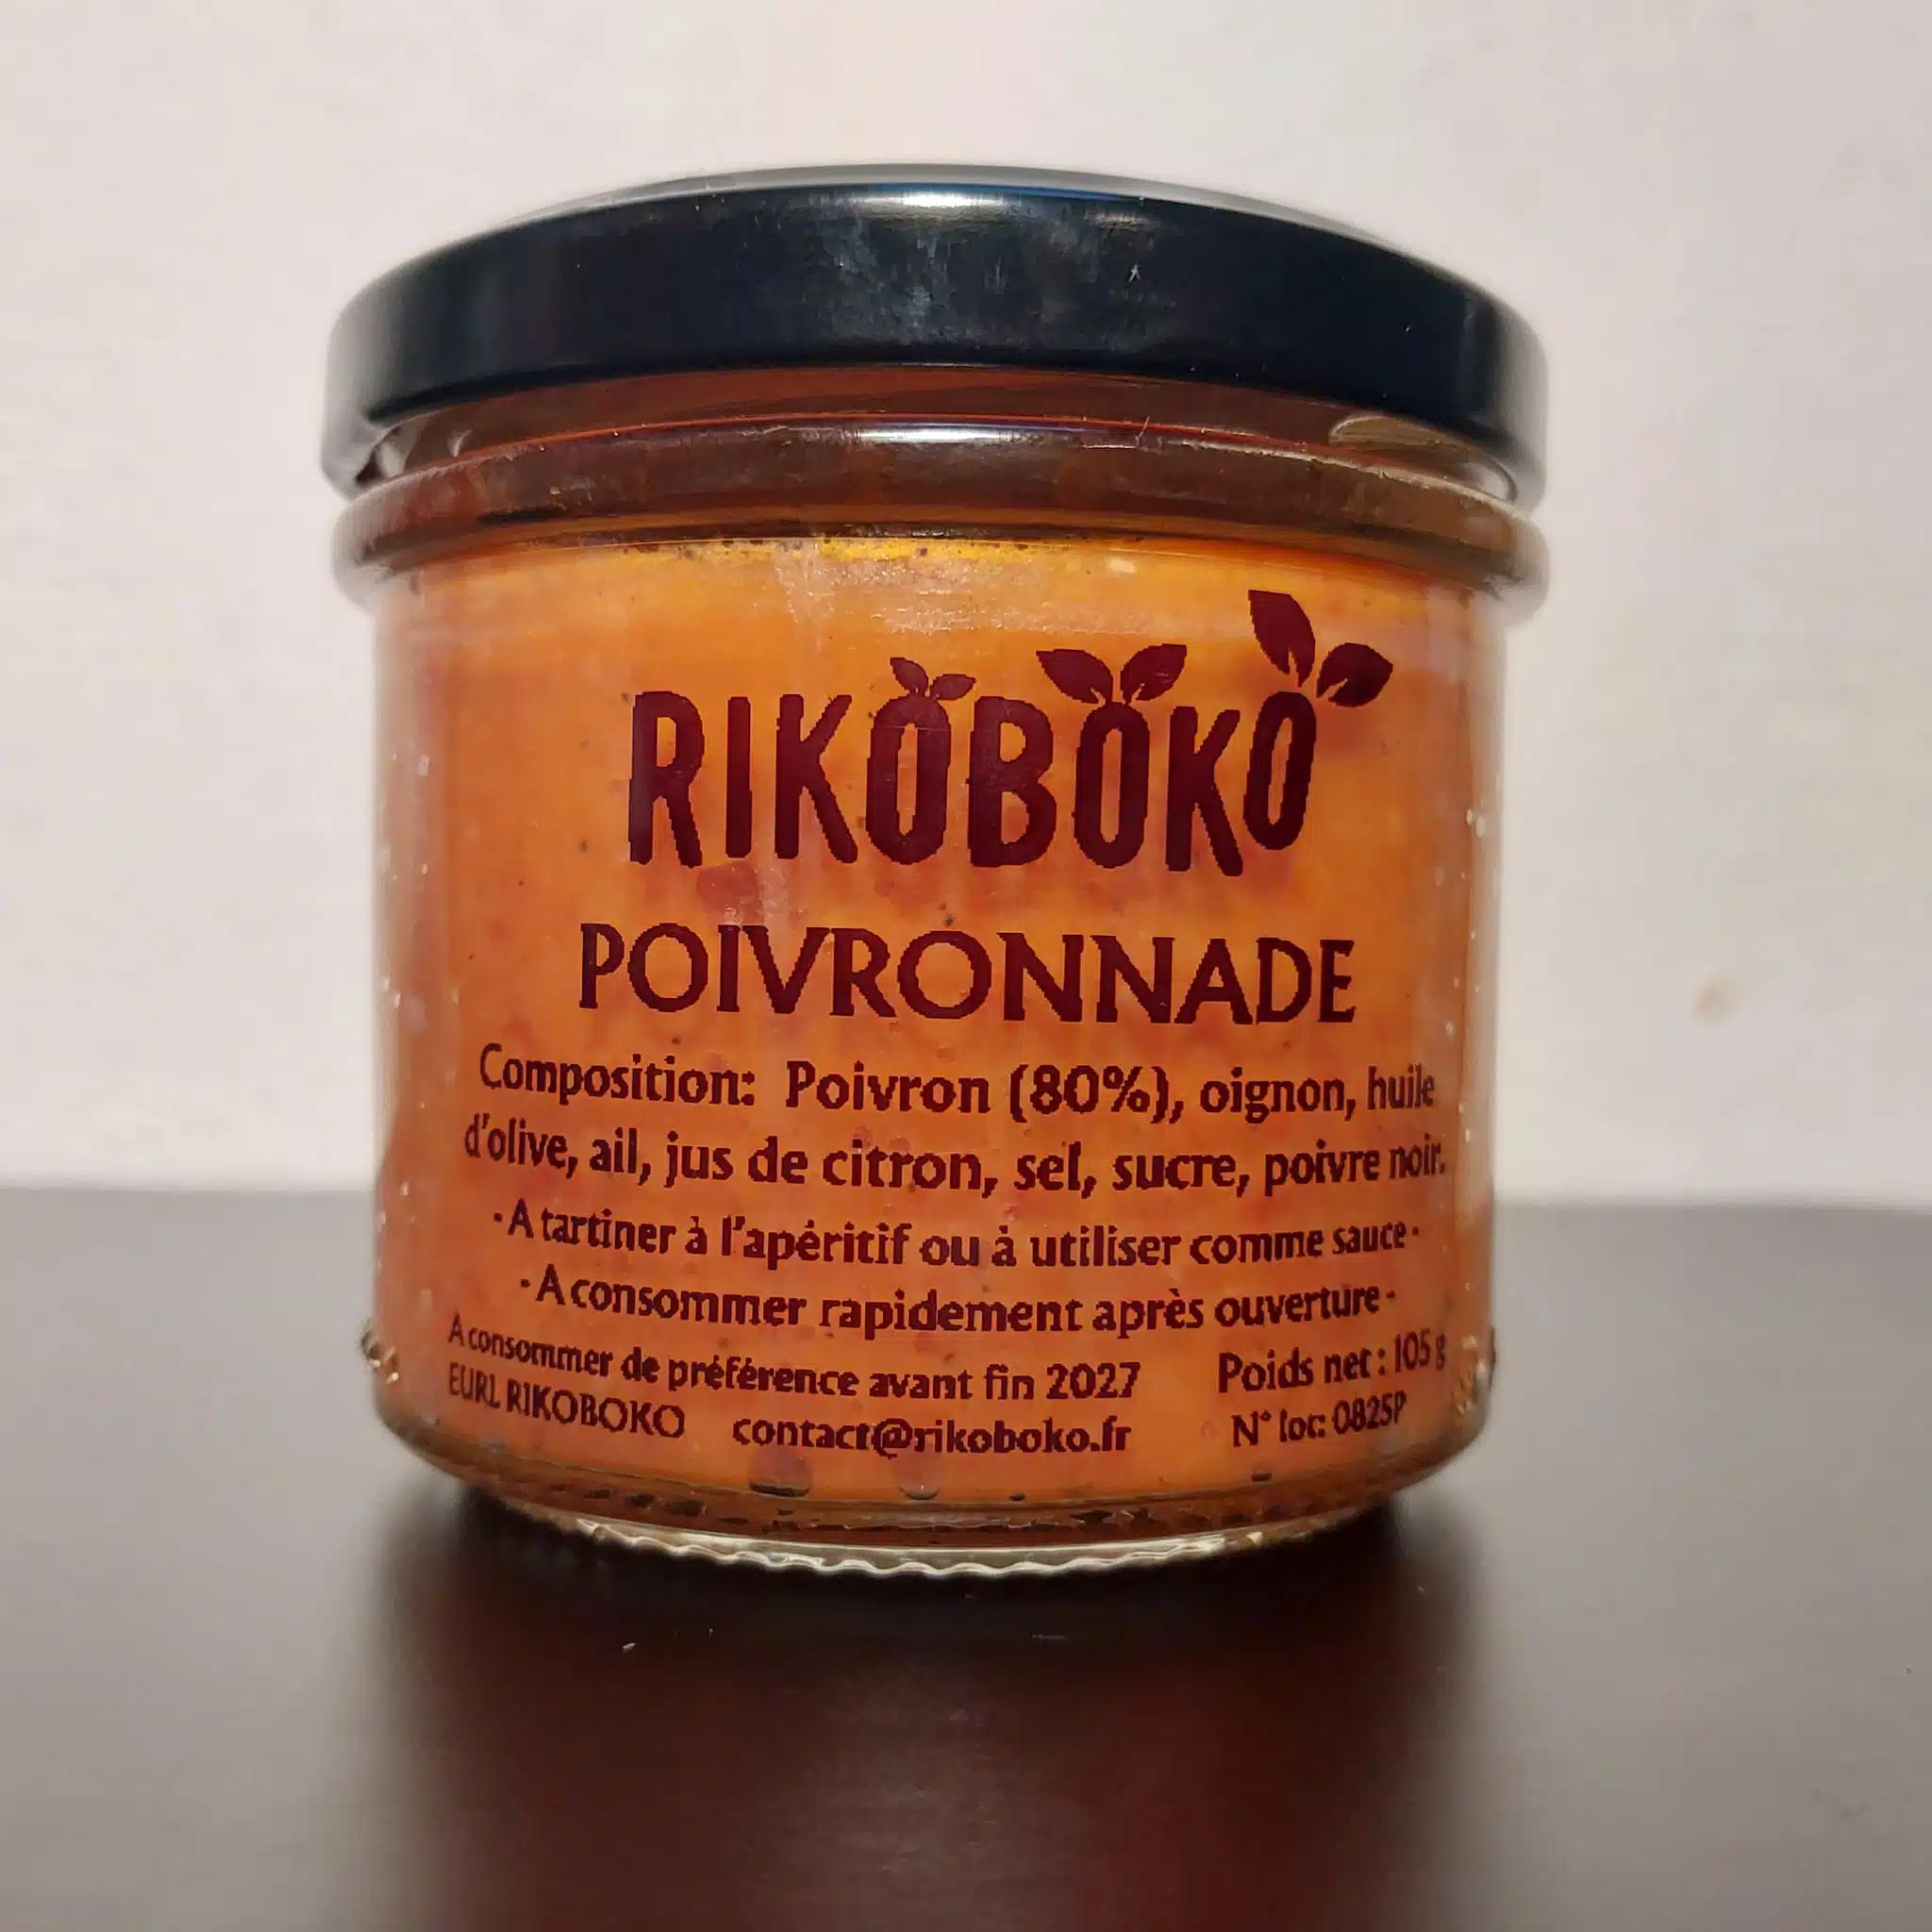 RIKOBOKO
POIVRONNADE
Composition: Poivron (80%), oignon, huile
d'olive, ail, jus de citron, sel, sucre, poivre noir.
- A tartiner à l'apéritif ou à utiliser comme sauce -
- A consommer rapidement après ouverture -
A consommer de préférence avant fin 2027
Poids net : 105 g
EURL RIKOBOKO contact@rikoboko.fr
N° lot: 0825P